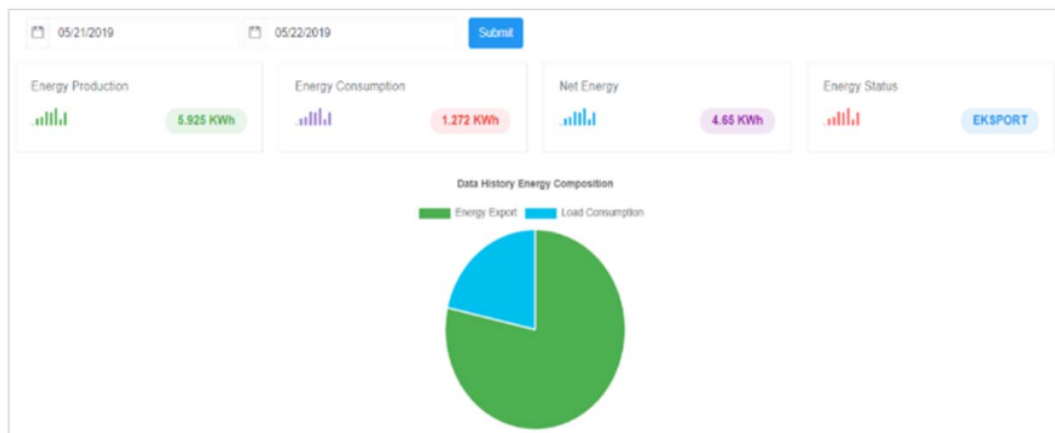 05/21/2019 05/22/2019 Submit
Energy Production Energy Consumption Net Energy Energy Status
5.925 KWh 1.272 KWh 4.65 KWh EKSPORT
Data History Energy Composition
Energy Export Load Consumption